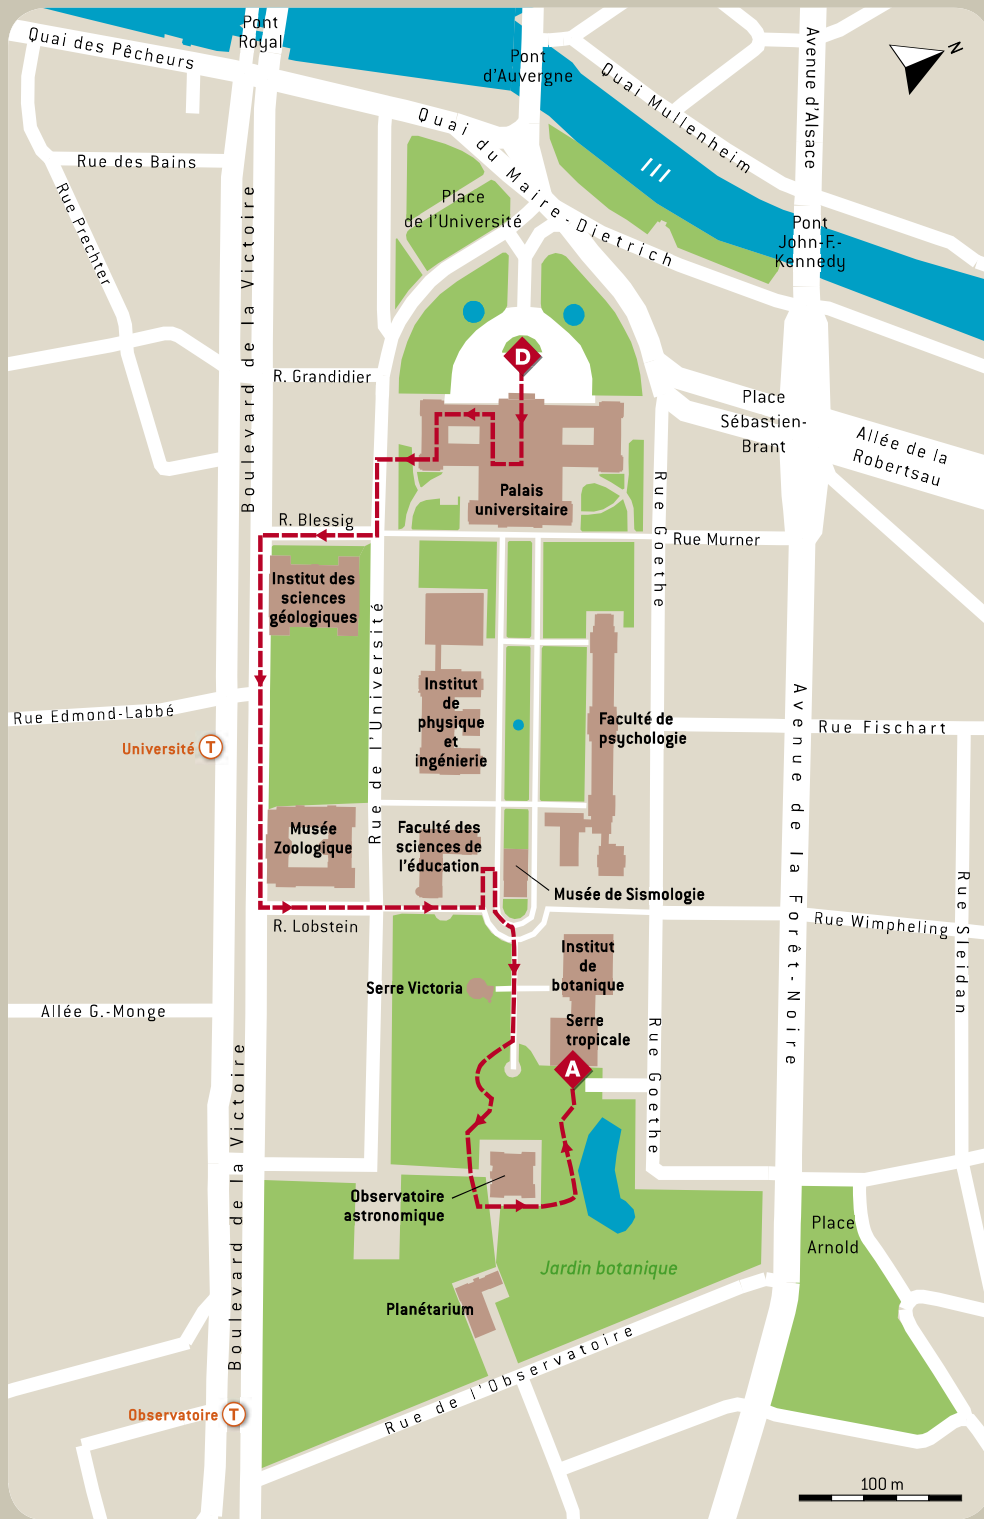 Pont
Royal
Quai des Pêcheurs
Pont
d'Auvergne
Quai Mullenheim
Avenue d'Alsace
N
Quai du Maire-Dietrich
Ill
Rue des Bains
Rue Prechter
Boulevard de la Victoire
Place
de l'Université
Pont
John-F.-
Kennedy
D
R. Grandidier
Place
Sébastien-
Brant
Allée de la
Robertsau
Palais
universitaire
R. Blessig
Rue Goethe
Rue Murner
Institut des
sciences
géologiques
Rue de l'Université
Institut
de
physique
et
ingénierie
Faculté de
psychologie
Rue Edmond-Labbé
Université T
Rue Fischart
Avenue de la Forêt-Noire
Musée
Zoologique
Faculté des
sciences de
l'éducation
Musée de Sismologie
R. Lobstein
Rue Wimpheling
Rue Sleidan
Institut
de
botanique
Serre Victoria
Serre
tropicale
Allée G.-Monge
A
Rue Goethe
Boulevard de la Victoire
Observatoire
astronomique
Place
Arnold
Jardin botanique
Planétarium
Rue de l'Observatoire
Observatoire T
100 m